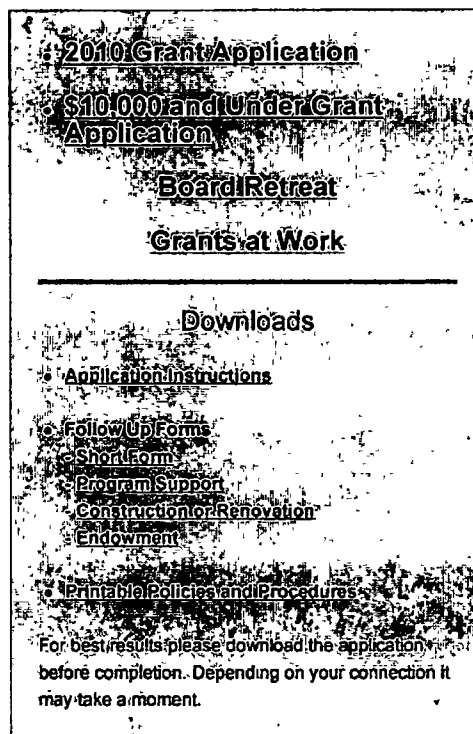 • 2010 Grant Application
• $10,000 and Under Grant
Application
Board Retreat
Grants at Work
Downloads
• Application Instructions
• Follow Up Forms
Short Form
Program Support
Construction or Renovation
Endowment
• Printable Policies and Procedures
For best results please download the application
before completion. Depending on your connection it
may take a moment.